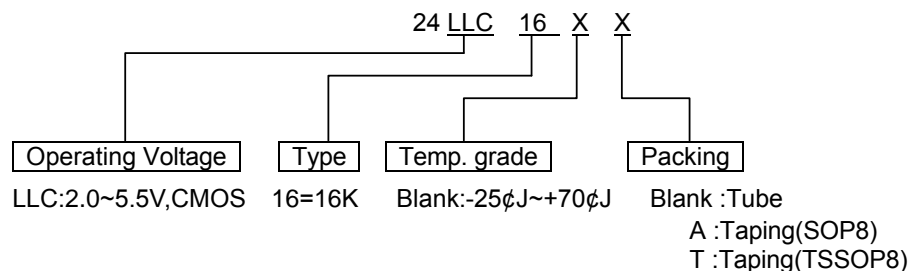 24 LLC 16 X X
Operating Voltage Type Temp. grade Packing
LLC:2.0~5.5V,CMOS 16=16K Blank:-25¢J~+70¢J Blank :Tube
A :Taping(SOP8)
T :Taping(TSSOP8)